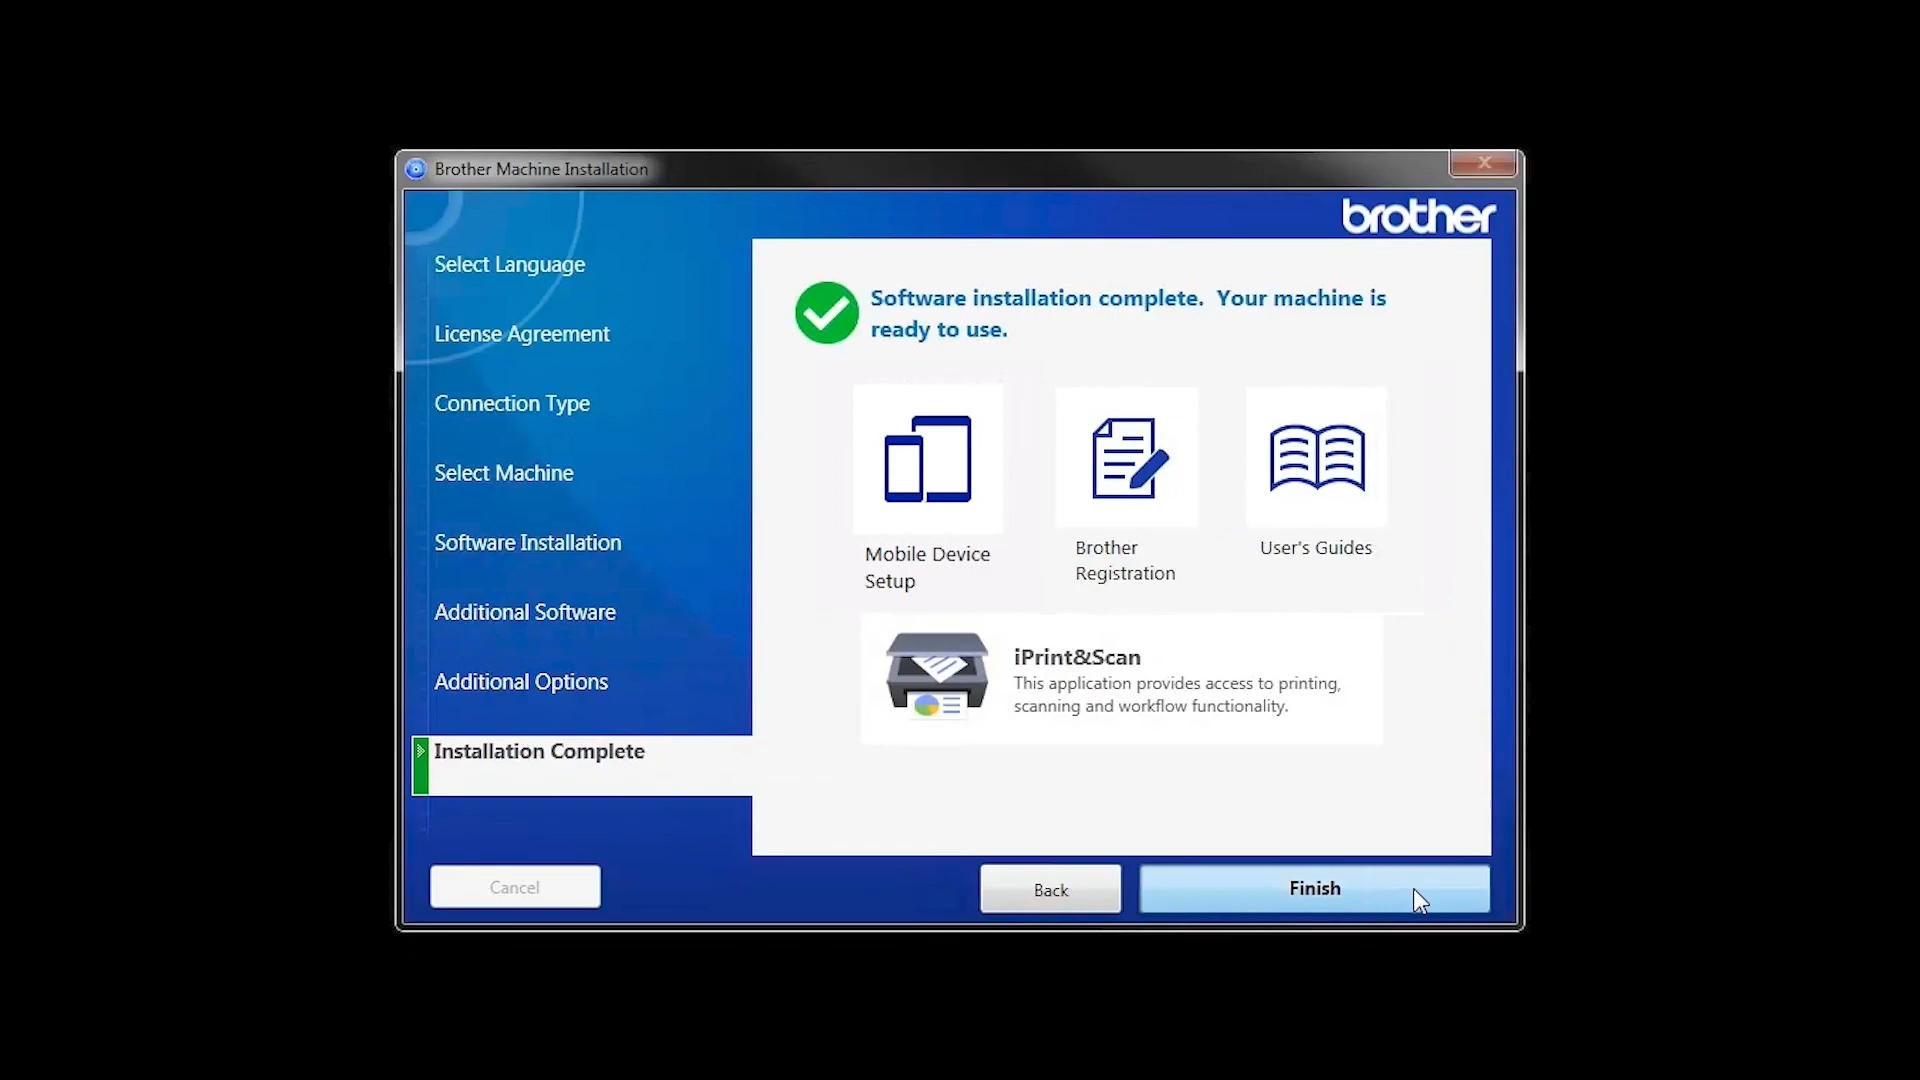 Brother Machine Installation
X
brother
Select Language
License Agreement
Connection Type
Select Machine
Software Installation
Additional Software
Additional Options
Installation Complete
Software installation complete. Your machine is
ready to use.
Mobile Device
Setup
Brother
Registration
User's Guides
iPrint&Scan
This application provides access to printing,
scanning and workflow functionality.
Cancel
Back
Finish